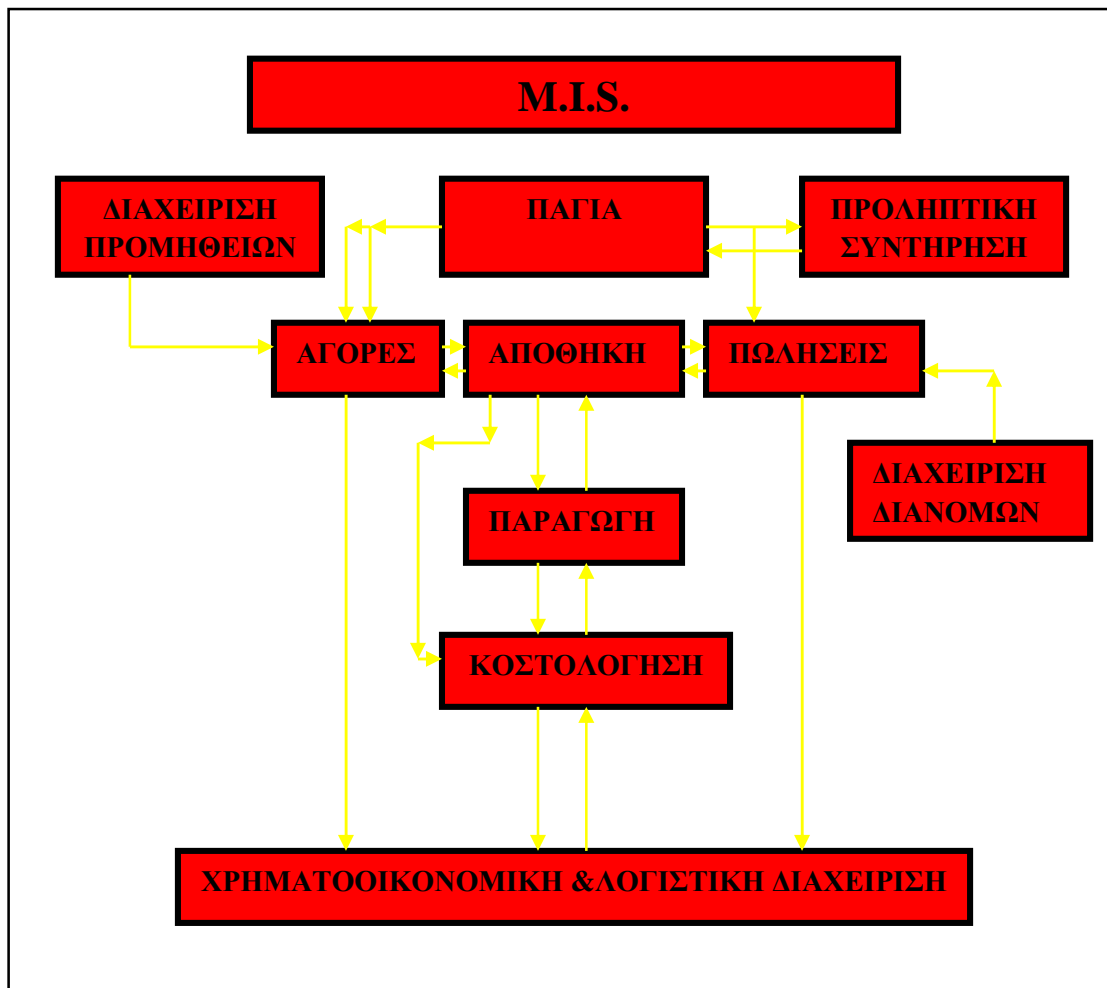 M.I.S.
ΔΙΑΧΕΙΡΙΣΗ
ΠΡΟΜΗΘΕΙΩΝ
ΠΑΓΙΑ
ΠΡΟΛΗΠΤΙΚΗ
ΣΥΝΤΗΡΗΣΗ
ΑΓΟΡΕΣ
ΑΠΟΘΗΚΗ
ΠΩΛΗΣΕΙΣ
ΔΙΑΧΕΙΡΙΣΗ
ΔΙΑΝΟΜΩΝ
ΠΑΡΑΓΩΓΗ
ΚΟΣΤΟΛΟΓΗΣΗ
ΧΡΗΜΑΤΟΟΙΚΟΝΟΜΙΚΗ &ΛΟΓΙΣΤΙΚΗ ΔΙΑΧΕΙΡΙΣΗ